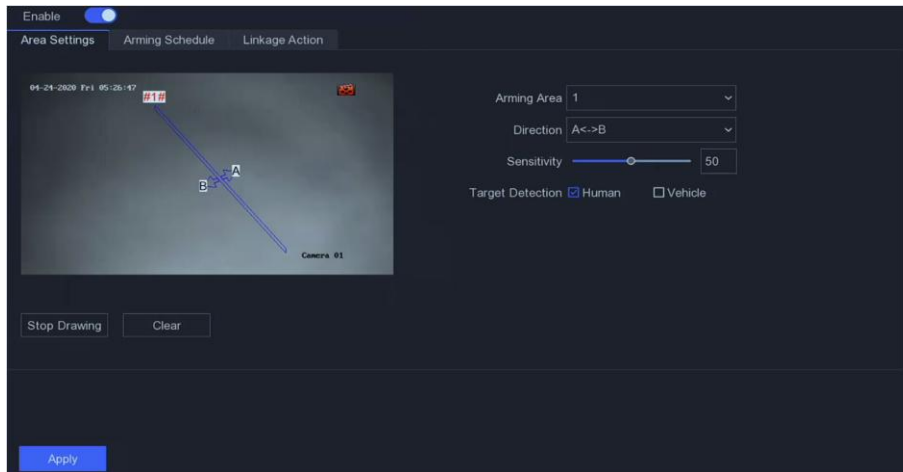 Enable
Area Settings Arming Schedule Linkage Action
04-24-2020 Fri 05:26:47
#1#
A
B
Camera 01
Arming Area 1
Direction A<->B
Sensitivity 50
Target Detection Human Vehicle
Stop Drawing Clear
Apply